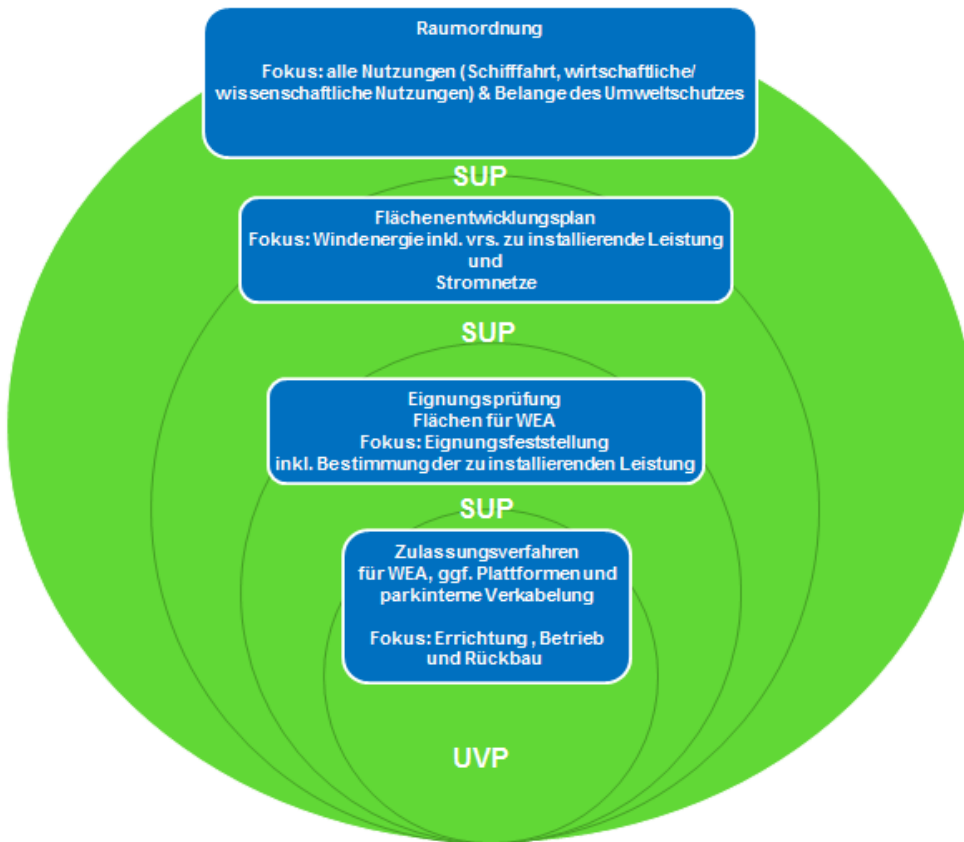 Raumordnung
Fokus: alle Nutzungen (Schifffahrt, wirtschaftliche/
wissenschaftliche Nutzungen) & Belange des Umweltschutzes
SUP
Flächenentwicklungsplan
Fokus: Windenergie inkl. vrs. zu installierende Leistung
und
Stromnetze
SUP
Eignungsprüfung
Flächen für WEA
Fokus: Eignungsfeststellung
inkl. Bestimmung der zu installierenden Leistung
SUP
Zulassungsverfahren
für WEA, ggf. Plattformen und
parkinterne Verkabelung
Fokus: Errichtung, Betrieb
und Rückbau
UVP